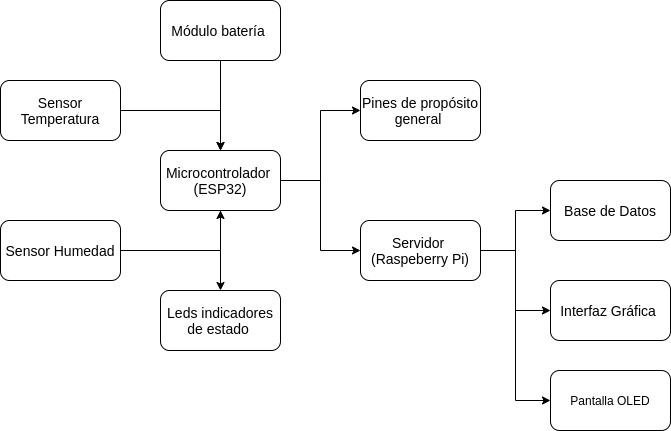 Módulo batería
Sensor
Temperatura
Pines de propósito
general
Microcontrolador
(ESP32)
Base de Datos
Sensor Humedad
Servidor
(Raspeberry Pi)
Leds indicadores
de estado
Interfaz Gráfica
Pantalla OLED